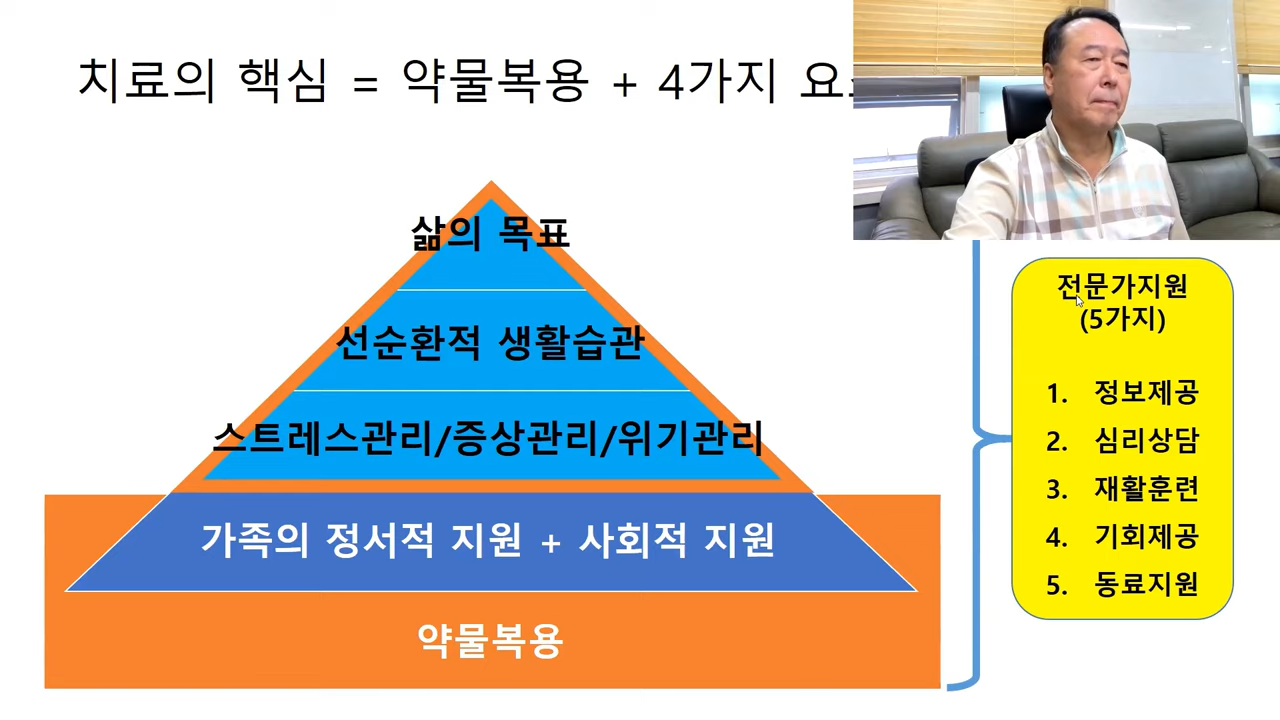 치료의 핵심 = 약물복용 + 4가지
삶의 목표
선순환적 생활습관
스트레스관리/증상관리/위기관리
가족의 정서적 지원 + 사회적 지원
약물복용
전문가지원
(5가지)
1. 정보제공
2. 심리상담
3. 재활훈련
4. 기회제공
5. 동료지원